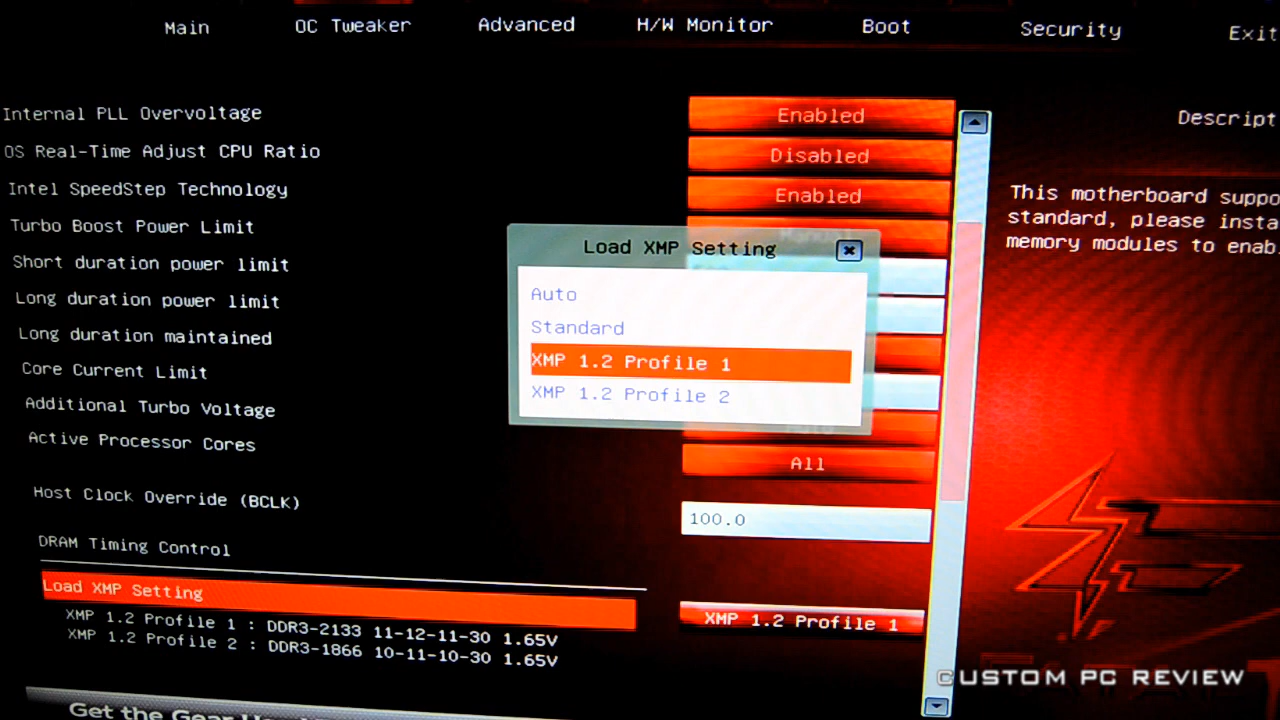 Main OC Tweaker Advanced H/W Monitor Boot Security Exit
Internal PLL Overvoltage Enabled
OS Real-Time Adjust CPU Ratio Disabled
Intel SpeedStep Technology Enabled
Turbo Boost Power Limit
Short duration power limit
Long duration power limit
Long duration maintained
Core Current Limit
Additional Turbo Voltage
Active Processor Cores All
Host Clock Override (BCLK) 100.0
DRAM Timing Control
Load XMP Setting XMP 1.2 Profile 1
XMP 1.2 Profile 1 : DDR3-2133 11-12-11-30 1.65V
XMP 1.2 Profile 2 : DDR3-1866 10-11-10-30 1.65V
Get the Gear
Load XMP Setting
Auto
Standard
XMP 1.2 Profile 1
XMP 1.2 Profile 2
Descript
This motherboard suppo
standard, please insta
memory modules to enab
CUSTOM PC REVIEW